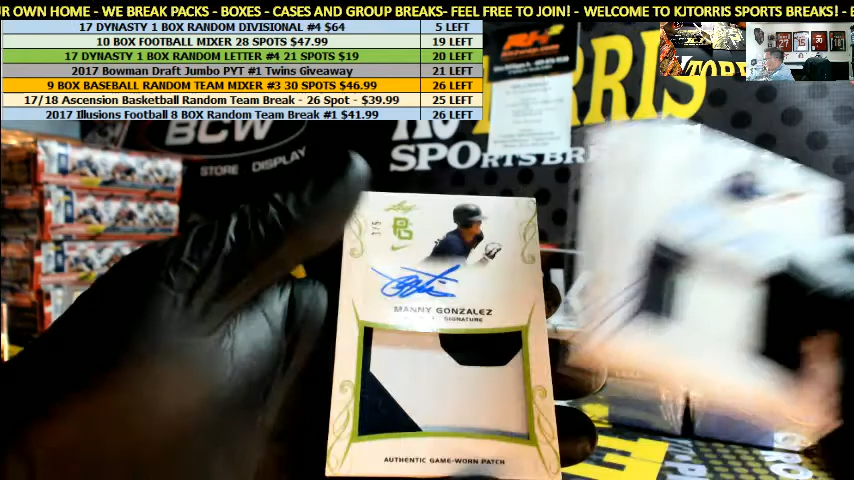 UR OWN HOME - WE BREAK PACKS - BOXES - CASES AND GROUP BREAKS- FEEL FREE TO JOIN! - WELCOME TO KJTORRIS SPORTS BREAKS! -
17 DYNASTY 1 BOX RANDOM DIVISIONAL #4 $64 5 LEFT
10 BOX FOOTBALL MIXER 28 SPOTS $47.99 19 LEFT
17 DYNASTY 1 BOX RANDOM LETTER #4 21 SPOTS $19 20 LEFT
2017 Bowman Draft Jumbo PYT #1 Twins Giveaway 21 LEFT
9 BOX BASEBALL RANDOM TEAM MIXER #3 30 SPOTS $46.99 26 LEFT
17/18 Ascension Basketball Random Team Break - 26 Spot - $39.99 25 LEFT
2017 Illusions Football 8 BOX Random Team Break #1 $41.99 26 LEFT
BCW
STORE DISPLAY
RRIS
SPORTS BRE
Leaf
MANNY GONZALEZ
SIGNATURE
AUTHENTIC GAME-WORN PATCH